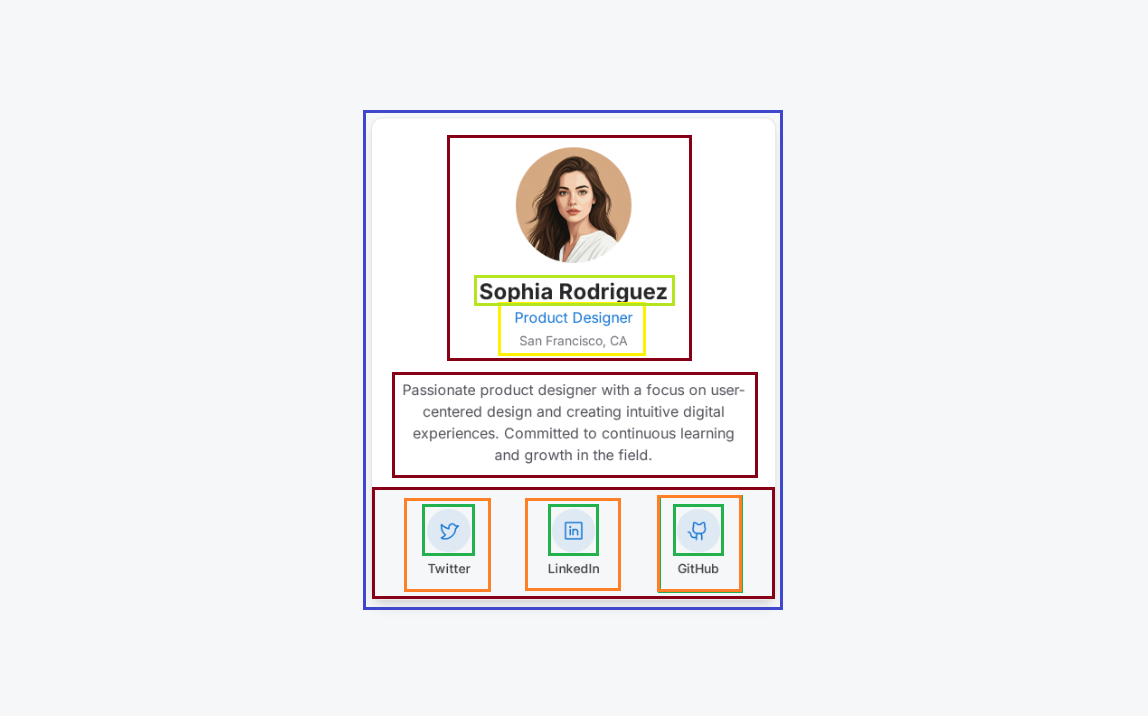 Sophia Rodriguez
Product Designer
San Francisco, CA
Passionate product designer with a focus on user-
centered design and creating intuitive digital
experiences. Committed to continuous learning
and growth in the field.
in
Twitter
LinkedIn
GitHub